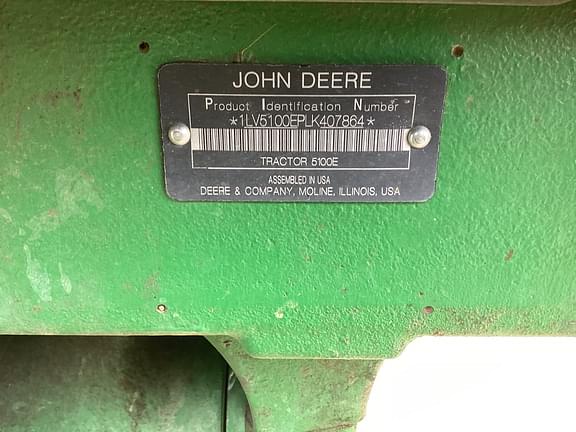 JOHN DEERE
Product Identification Number
*1LV5100EPLK407864*
TRACTOR 5100E
ASSEMBLED IN USA
DEERE & COMPANY, MOLINE, ILLINOIS, USA